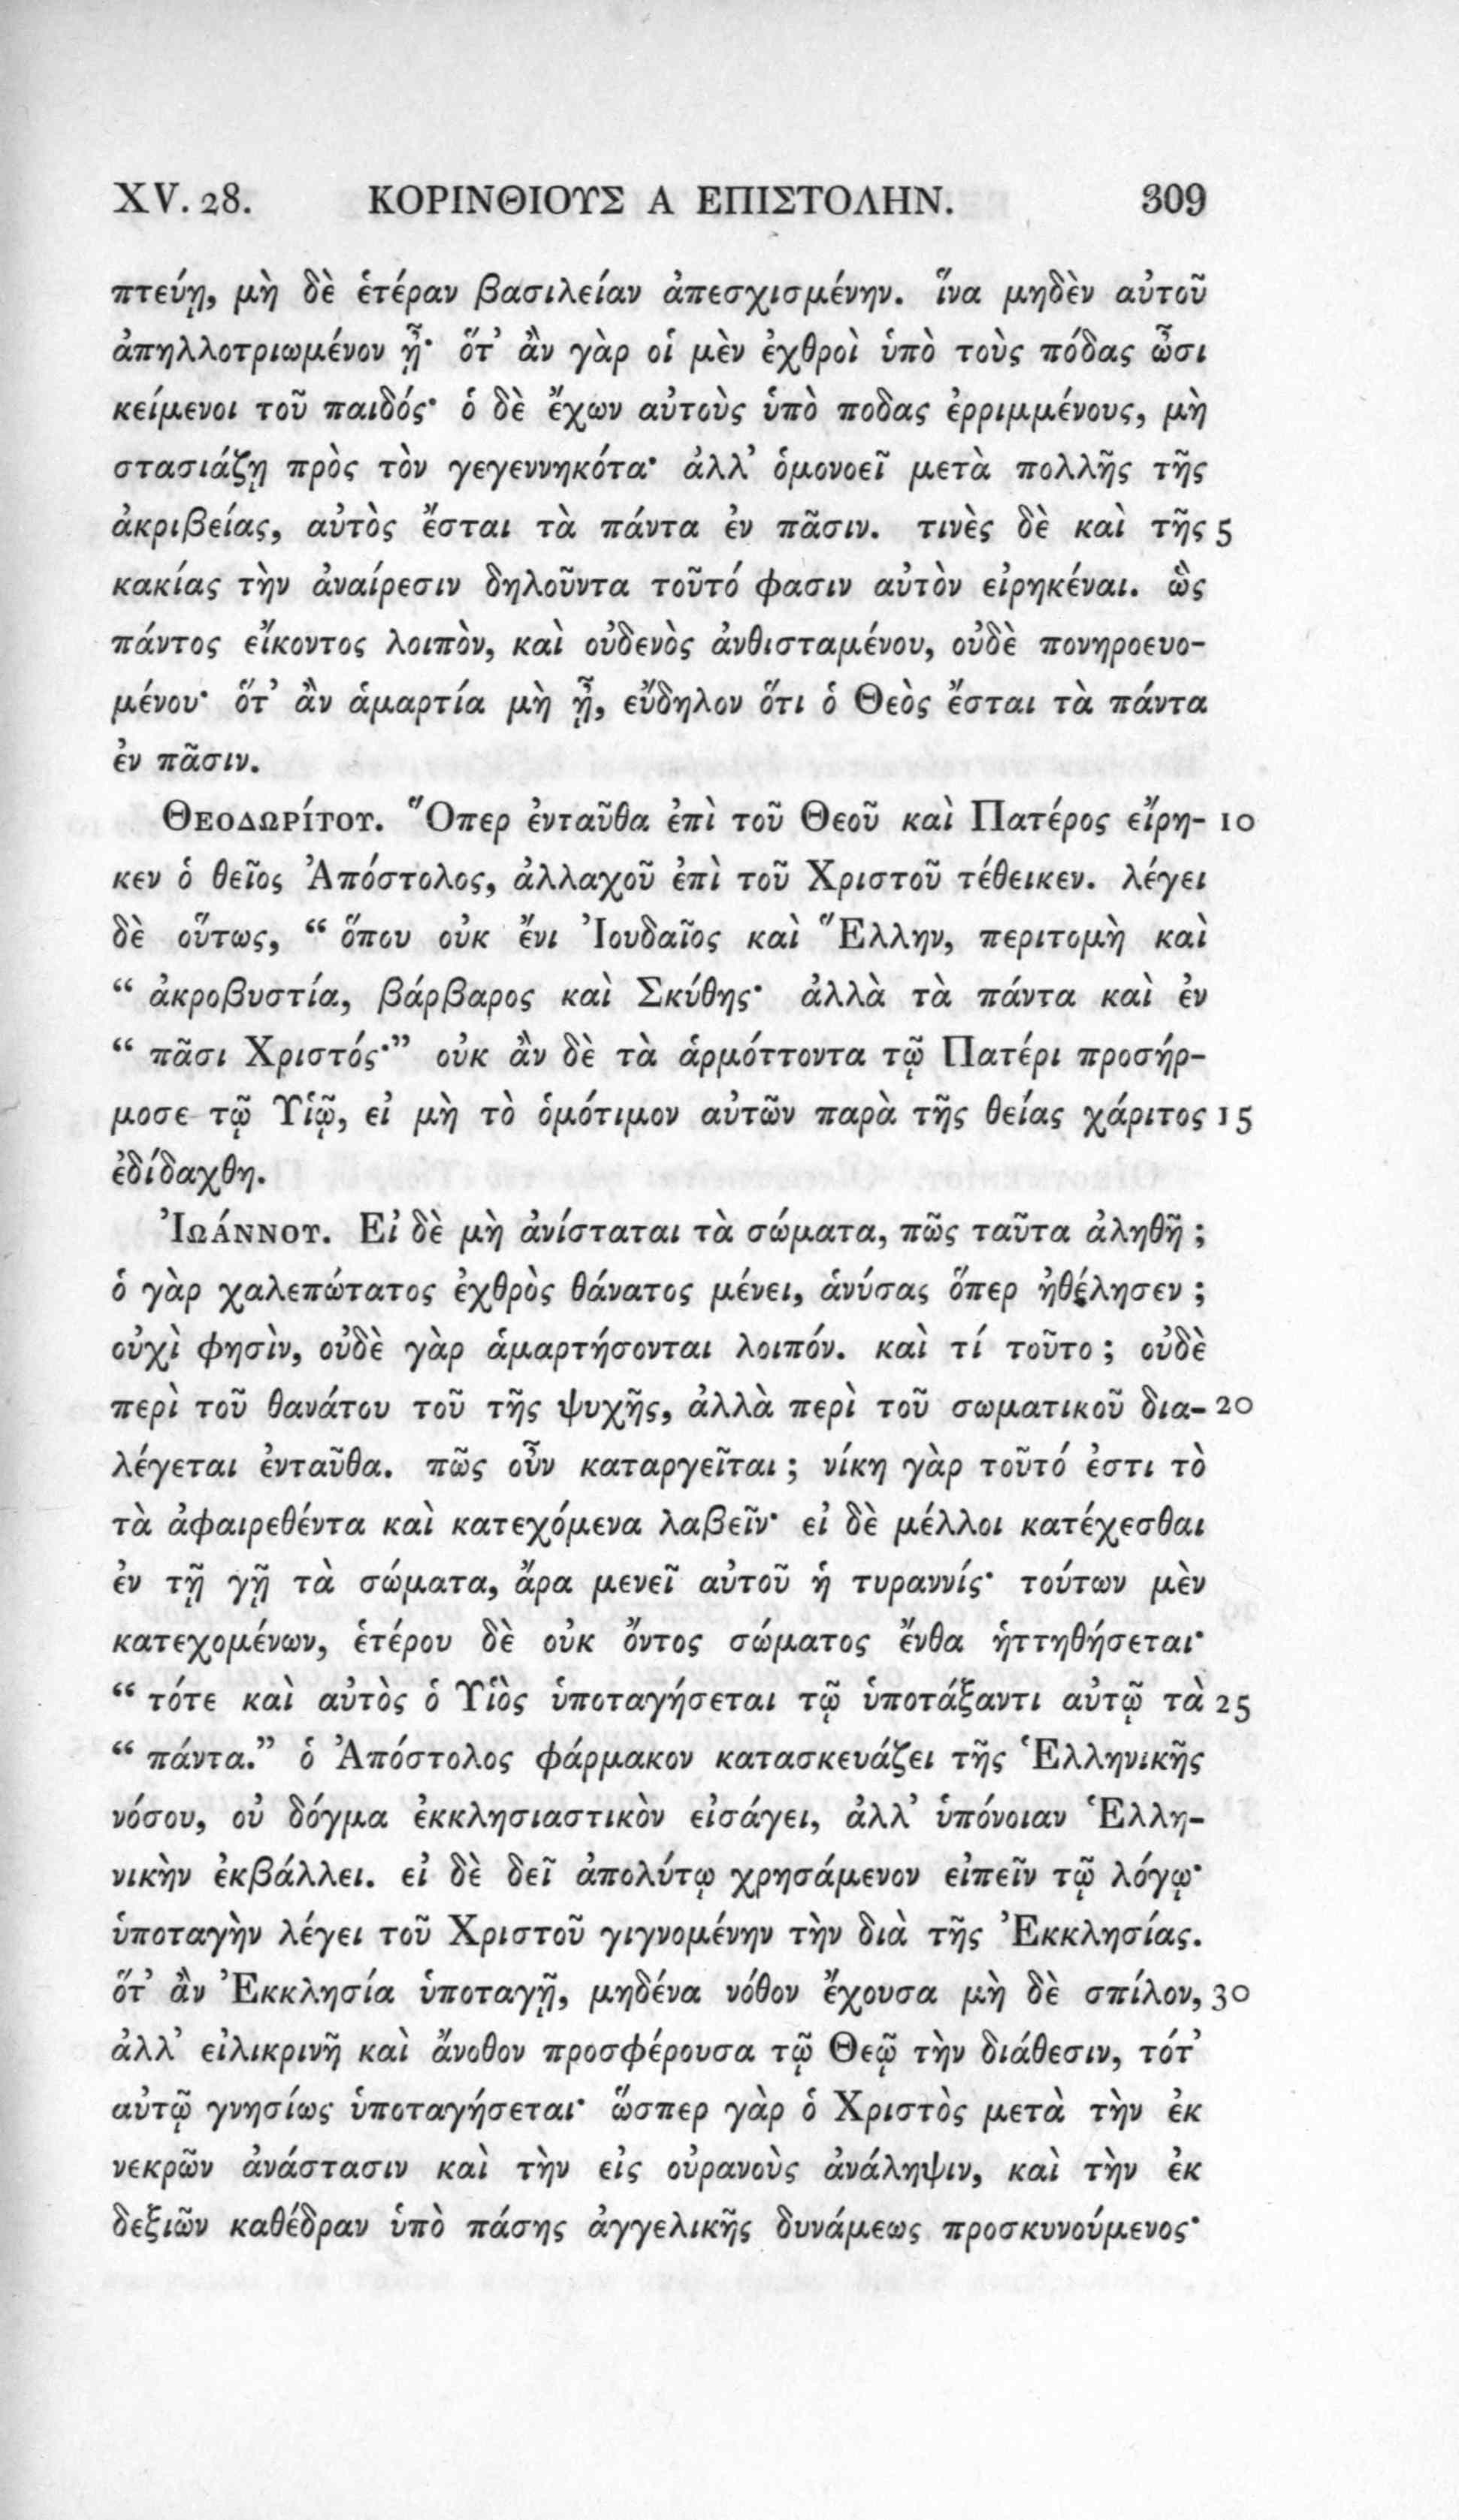 XV. 28. ΚΟΡΙΝΘΙΟΥΣ Α ΕΠΙΣΤΟΛΗΝ. 309
πτεύῃ, μὴ δὲ ἑτέραν βασιλείαν ἀπεσχισμένην. ἵνα μηδὲν αὐτοῦ
ἀπηλλοτριωμένον ᾖ· ὅτ’ ἂν γὰρ οἱ μὲν ἐχθροὶ ὑπὸ τοὺς πόδας ὦσι
κείμενοι τοῦ παιδός· ὁ δὲ ἔχων αὐτοὺς ὑπὸ ποδας ἐρριμμένους, μὴ
στασιάζῃ πρὸς τὸν γεγεννηκότα· ἀλλ’ ὁμονοεῖ μετὰ πολλῆς τῆς
ἀκριβείας, αὐτὸς ἔσται τὰ πάντα ἐν πᾶσιν. τινὲς δὲ καὶ τῆς 5
κακίας τὴν ἀναίρεσιν δηλοῦντα τοῦτό φασιν αὐτὸν εἰρηκέναι. ὣς
πάντος εἴκοντος λοιπὸν, καὶ οὐδενὸς ἀνθισταμένου, οὐδὲ πονηροευο-
μένου· ὅτ’ ἂν ἁμαρτία μὴ ᾖ, εὔδηλον ὅτι ὁ Θεὸς ἔσται τὰ πάντα
ἐν πᾶσιν.
Θεοδωρίτου. Ὅπερ ἐνταῦθα ἐπὶ τοῦ Θεοῦ καὶ Πατέρος εἴρη- 10
κεν ὁ θεῖος Ἀπόστολος, ἀλλαχοῦ ἐπὶ τοῦ Χριστοῦ τέθεικεν. λέγει
δὲ οὕτως, “ ὅπου οὐκ ἔνι Ἰουδαῖος καὶ Ἕλλην, περιτομὴ καὶ
“ ἀκροβυστία, βάρβαρος καὶ Σκύθης· ἀλλὰ τὰ πάντα καὶ ἐν
“ πᾶσι Χριστός·” οὐκ ἂν δὲ τὰ ἁρμόττοντα τῷ Πατέρι προσήρ-
μοσε τῷ Υἱῷ, εἰ μὴ τὸ ὁμότιμον αὐτῶν παρὰ τῆς θείας χάριτος 15
ἐδίδαχθη.
Ἰωάννου. Εἰ δὲ μὴ ἀνίσταται τὰ σώματα, πῶς ταῦτα ἀληθῆ ;
ὁ γὰρ χαλεπώτατος ἐχθρὸς θάνατος μένει, ἁνύσας ὅπερ ἠθέλησεν ;
οὐχὶ φησὶν, οὐδὲ γὰρ ἁμαρτήσονται λοιπόν. καὶ τί τοῦτο ; οὐδὲ
περὶ τοῦ θανάτου τοῦ τῆς ψυχῆς, ἀλλὰ περὶ τοῦ σωματικοῦ δια- 20
λέγεται ἐνταῦθα. πῶς οὖν καταργεῖται ; νίκη γὰρ τοῦτό ἐστι τὸ
τὰ ἀφαιρεθέντα καὶ κατεχόμενα λαβεῖν· εἰ δὲ μέλλοι κατέχεσθαι
ἐν τῇ γῇ τὰ σώματα, ἄρα μενεῖ αὐτοῦ ἡ τυραννίς· τούτων μὲν
κατεχομένων, ἑτέρου δὲ οὐκ ὄντος σώματος ἔνθα ἡττηθήσεται·
“ τότε καὶ αὐτὸς ὁ Υἱὸς ὑποταγήσεται τῷ ὑποτάξαντι αὐτῷ τὰ 25
“ πάντα.” ὁ Ἀπόστολος φάρμακον κατασκευάζει τῆς Ἑλληνικῆς
νόσου, οὐ δόγμα ἐκκλησιαστικὸν εἰσάγει, ἀλλ’ ὑπόνοιαν Ἑλλη-
νικὴν ἐκβάλλει. εἰ δὲ δεῖ ἀπολύτῳ χρησάμενον εἰπεῖν τῷ λόγῳ·
ὑποταγὴν λέγει τοῦ Χριστοῦ γιγνομένην τὴν διὰ τῆς Ἐκκλησίας.
ὅτ’ ἂν Ἐκκλησία ὑποταγῇ, μηδένα νόθον ἔχουσα μὴ δὲ σπίλον, 30
ἀλλ’ εἰλικρινῆ καὶ ἄνοθον προσφέρουσα τῷ Θεῷ τὴν διάθεσιν, τότ’
αὐτῷ γνησίως ὑποταγήσεται· ὥσπερ γὰρ ὁ Χριστὸς μετὰ τὴν ἐκ
νεκρῶν ἀνάστασιν καὶ τὴν εἰς οὐρανοὺς ἀνάληψιν, καὶ τὴν ἐκ
δεξιῶν καθέδραν ὑπὸ πάσης ἀγγελικῆς δυνάμεως προσκυνούμενος·